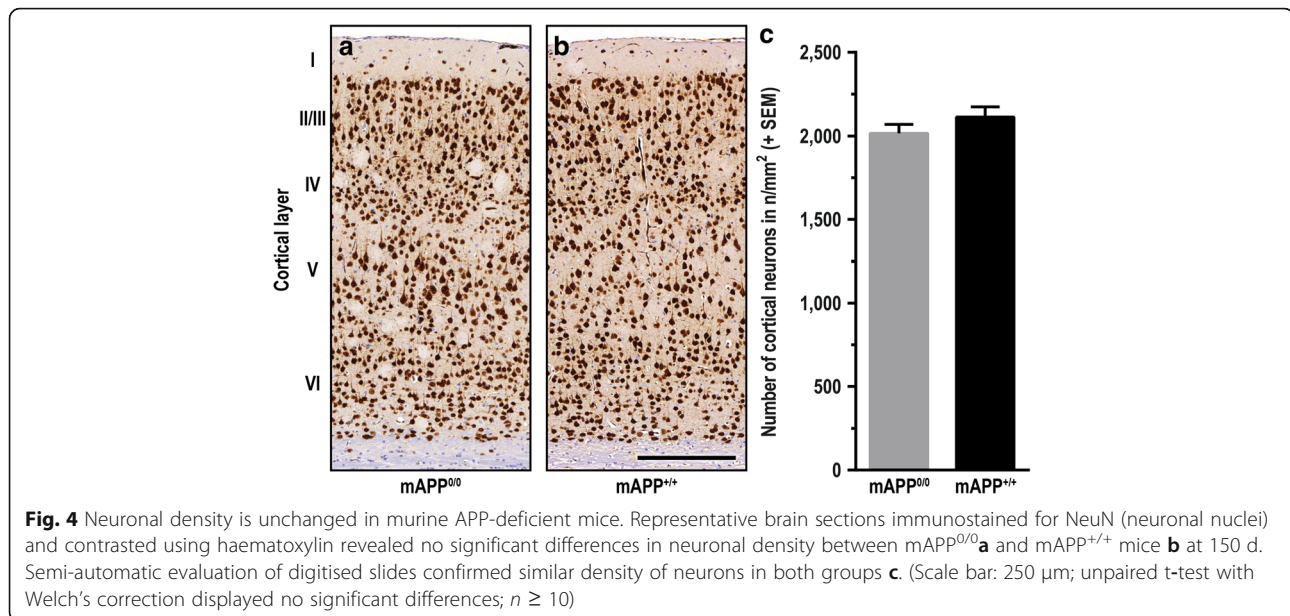 a
b
c
Cortical layer
I
II/III
IV
V
VI
mAPP⁰/⁰
mAPP⁺/⁺
Number of cortical neurons in n/mm² (+ SEM)
2,500
2,000
1,500
1,000
500
0
mAPP⁰/⁰
mAPP⁺/⁺
Fig. 4 Neuronal density is unchanged in murine APP-deficient mice. Representative brain sections immunostained for NeuN (neuronal nuclei)
and contrasted using haematoxylin revealed no significant differences in neuronal density between mAPP⁰/⁰a and mAPP⁺/⁺ mice b at 150 d.
Semi-automatic evaluation of digitised slides confirmed similar density of neurons in both groups c. (Scale bar: 250 μm; unpaired t-test with
Welch's correction displayed no significant differences; n ≥ 10)